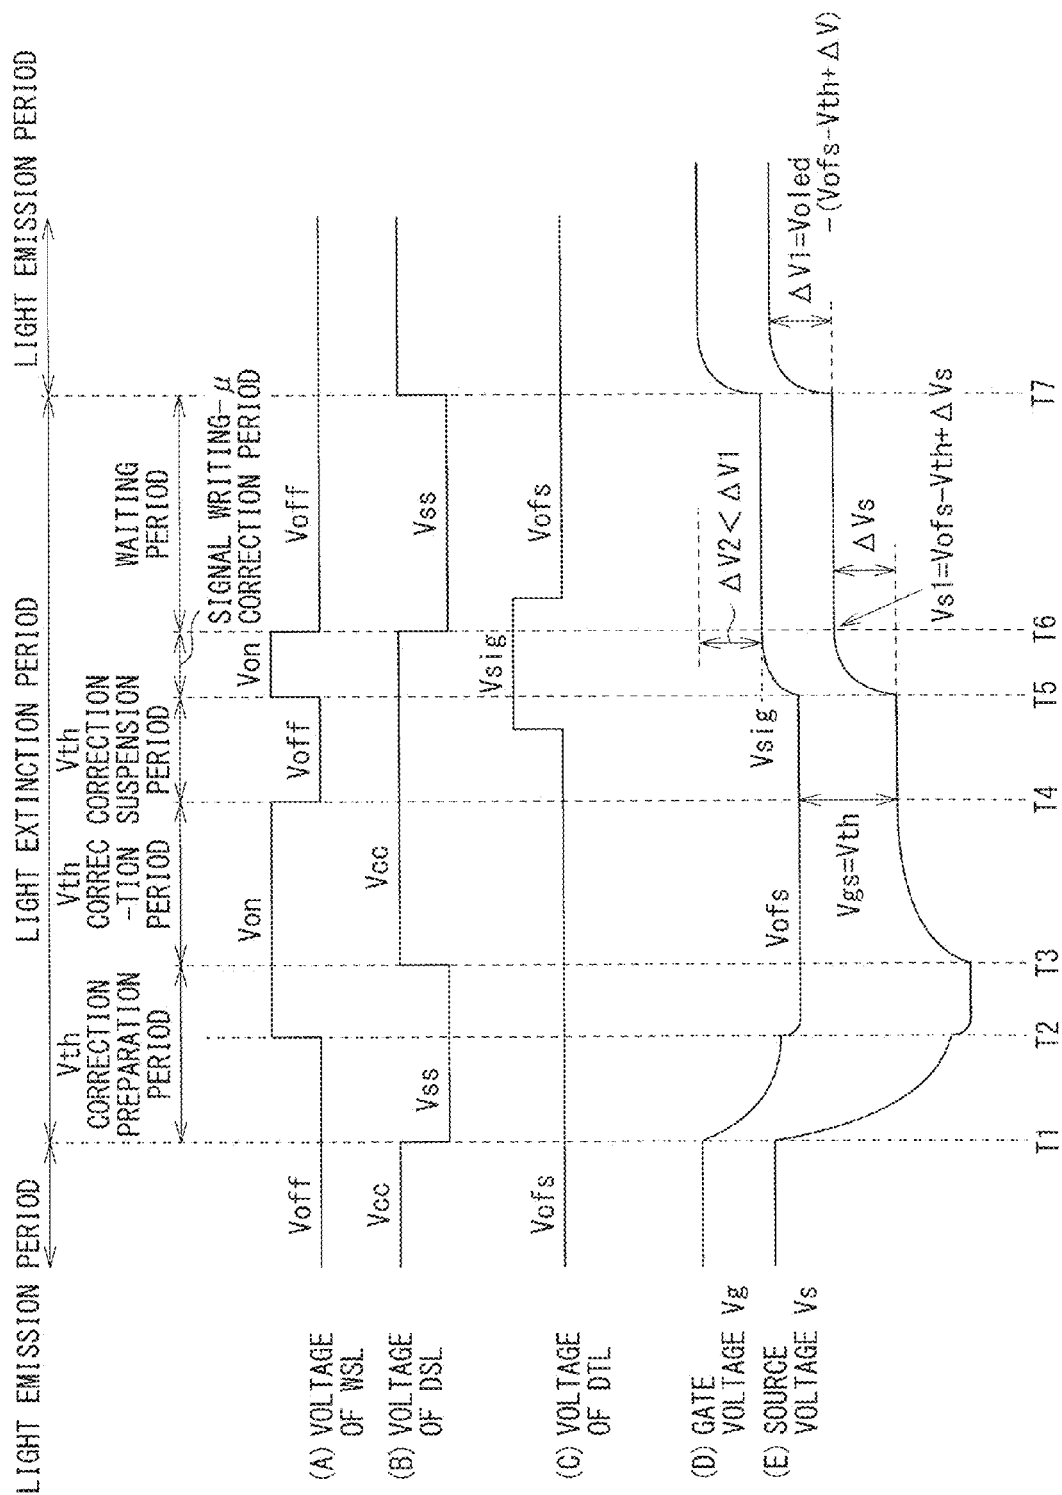 LIGHT EMISSION PERIOD
LIGHT EXTINCTION PERIOD
LIGHT EMISSION PERIOD
Vth
CORRECTION
PREPARATION
PERIOD
Vth
CORREC
-TION
PERIOD
Vth
CORRECTION
SUSPENSION
PERIOD
WAITING
PERIOD
SIGNAL WRITING-μ
CORRECTION PERIOD
(A) VOLTAGE
OF WSL
Voff
Von
Voff
Von
Voff
(B) VOLTAGE
OF DSL
Vcc
Vss
Vcc
Vss
(C) VOLTAGE
OF DTL
Vofs
Vsig
Vofs
(D) GATE
VOLTAGE Vg
Vofs
Vsig
ΔV2<ΔV1
(E) SOURCE
VOLTAGE Vs
Vgs=Vth
ΔVs
Vs1=Vofs-Vth+ΔVs
ΔV1=Voled
-(Vofs-Vth+ΔV)
T1
T2
T3
T4
T5
T6
T7